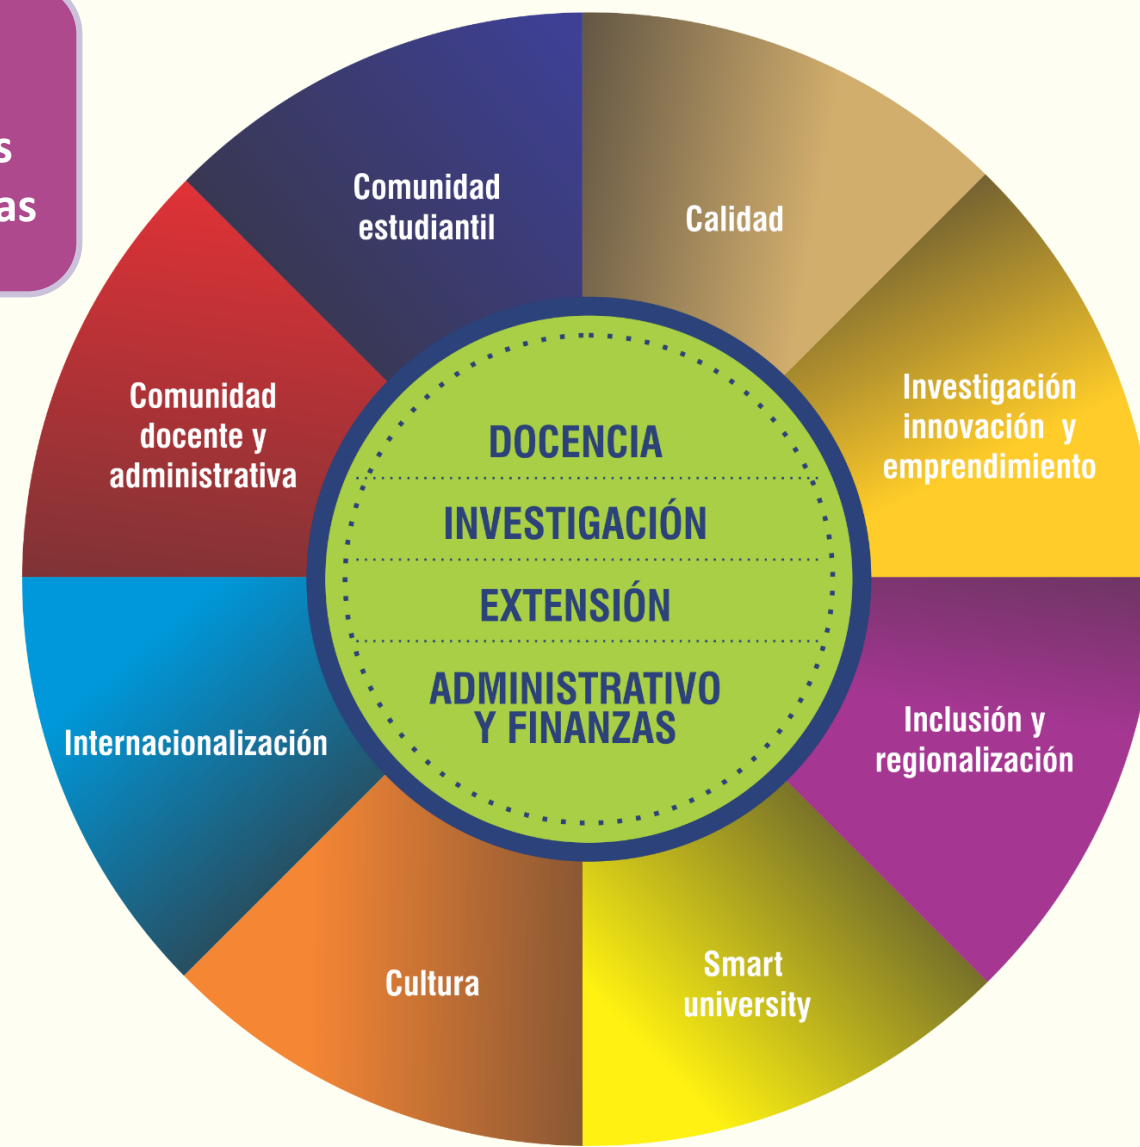 Comunidad
estudiantil
Calidad
Comunidad
docente y
administrativa
Investigación
innovación y
emprendimiento
DOCENCIA
INVESTIGACIÓN
EXTENSIÓN
ADMINISTRATIVO
Y FINANZAS
Internacionalización
Inclusión y
regionalización
Cultura
Smart
university